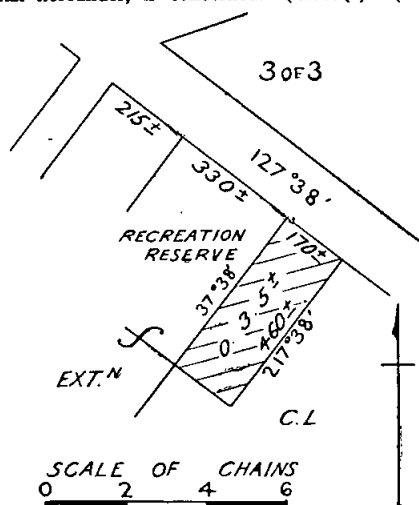 3 OF 3
215±
330±
127°38'
170±
RECREATION
RESERVE
37°38'
0. 3. 5±
460±
217°38'
EXT.N
C.L
SCALE OF CHAINS
0 2 4 6